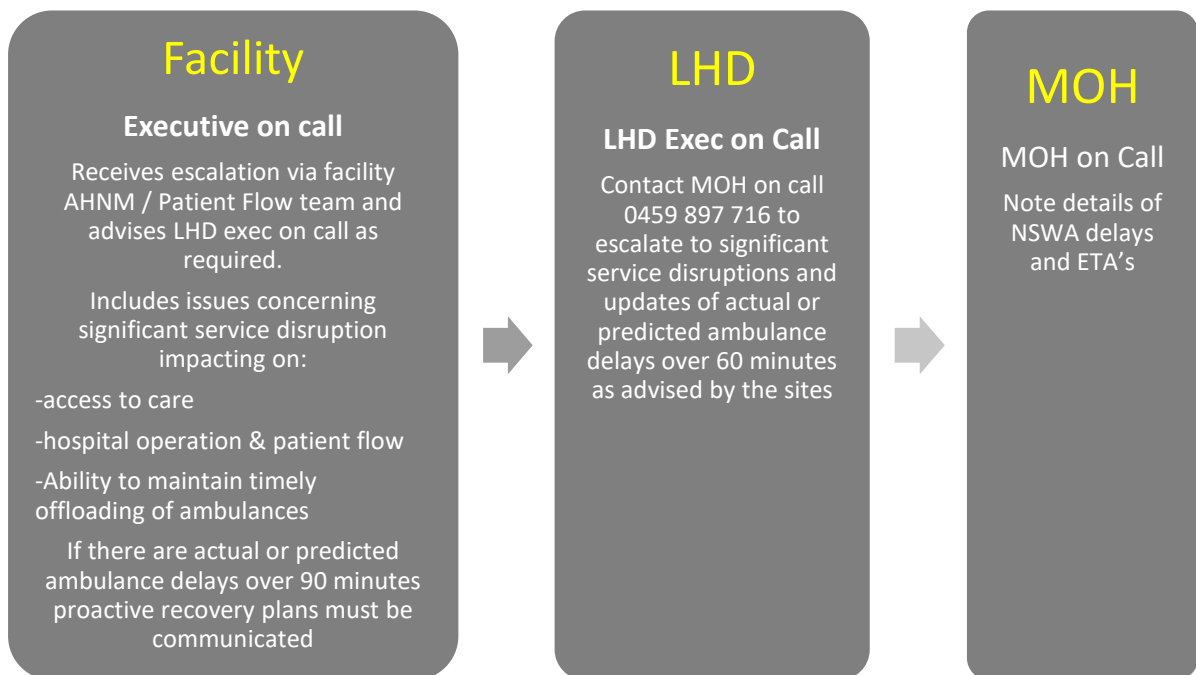 Facility
Executive on call
Receives escalation via facility
AHNM / Patient Flow team and
advises LHD exec on call as
required.
Includes issues concerning
significant service disruption
impacting on:
-access to care
-hospital operation & patient flow
-Ability to maintain timely
offloading of ambulances
If there are actual or predicted
ambulance delays over 90 minutes
proactive recovery plans must be
communicated
LHD
LHD Exec on Call
Contact MOH on call
0459 897 716 to
escalate to significant
service disruptions and
updates of actual or
predicted ambulance
delays over 60 minutes
as advised by the sites
MOH
MOH on Call
Note details of
NSWA delays
and ETA’s